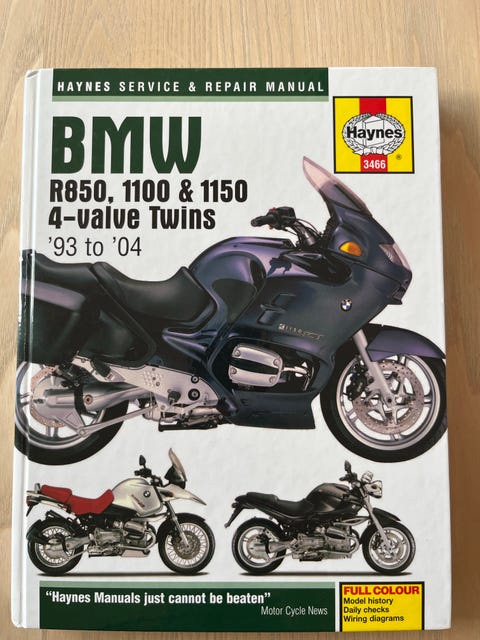 HAYNES SERVICE & REPAIR MANUAL
BMW
R850, 1100 & 1150
4-valve Twins
'93 to '04
Haynes
3466
®
"Haynes Manuals just cannot be beaten"
Motor Cycle News
FULL COLOUR
Model history
Daily checks
Wiring diagrams